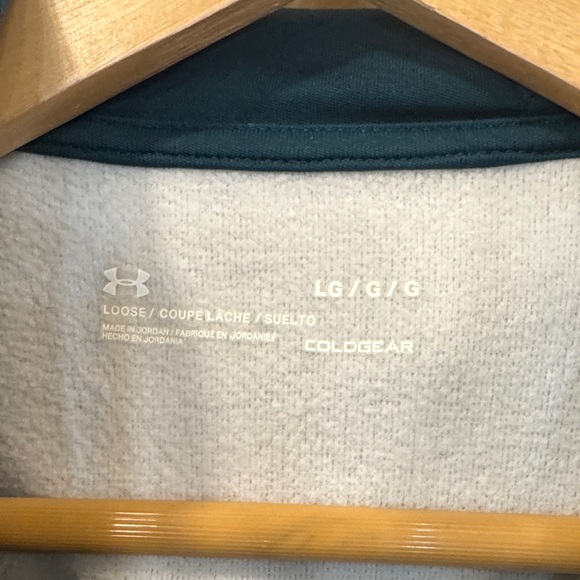 LG / G / G
LOOSE / COUPE LÂCHE / SUELTO
MADE IN JORDAN / FABRIQUÉ EN JORDANIE /
HECHO EN JORDANIA
COLDGEAR